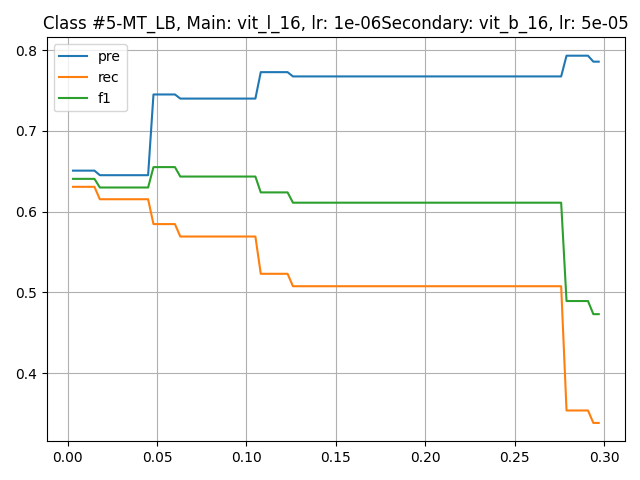 Class #5-MT_LB, Main: vit_l_16, lr: 1e-06Secondary: vit_b_16, lr: 5e-05
0.8
pre
rec
f1
0.7
0.6
0.5
0.4
0.00 0.05 0.10 0.15 0.20 0.25 0.30